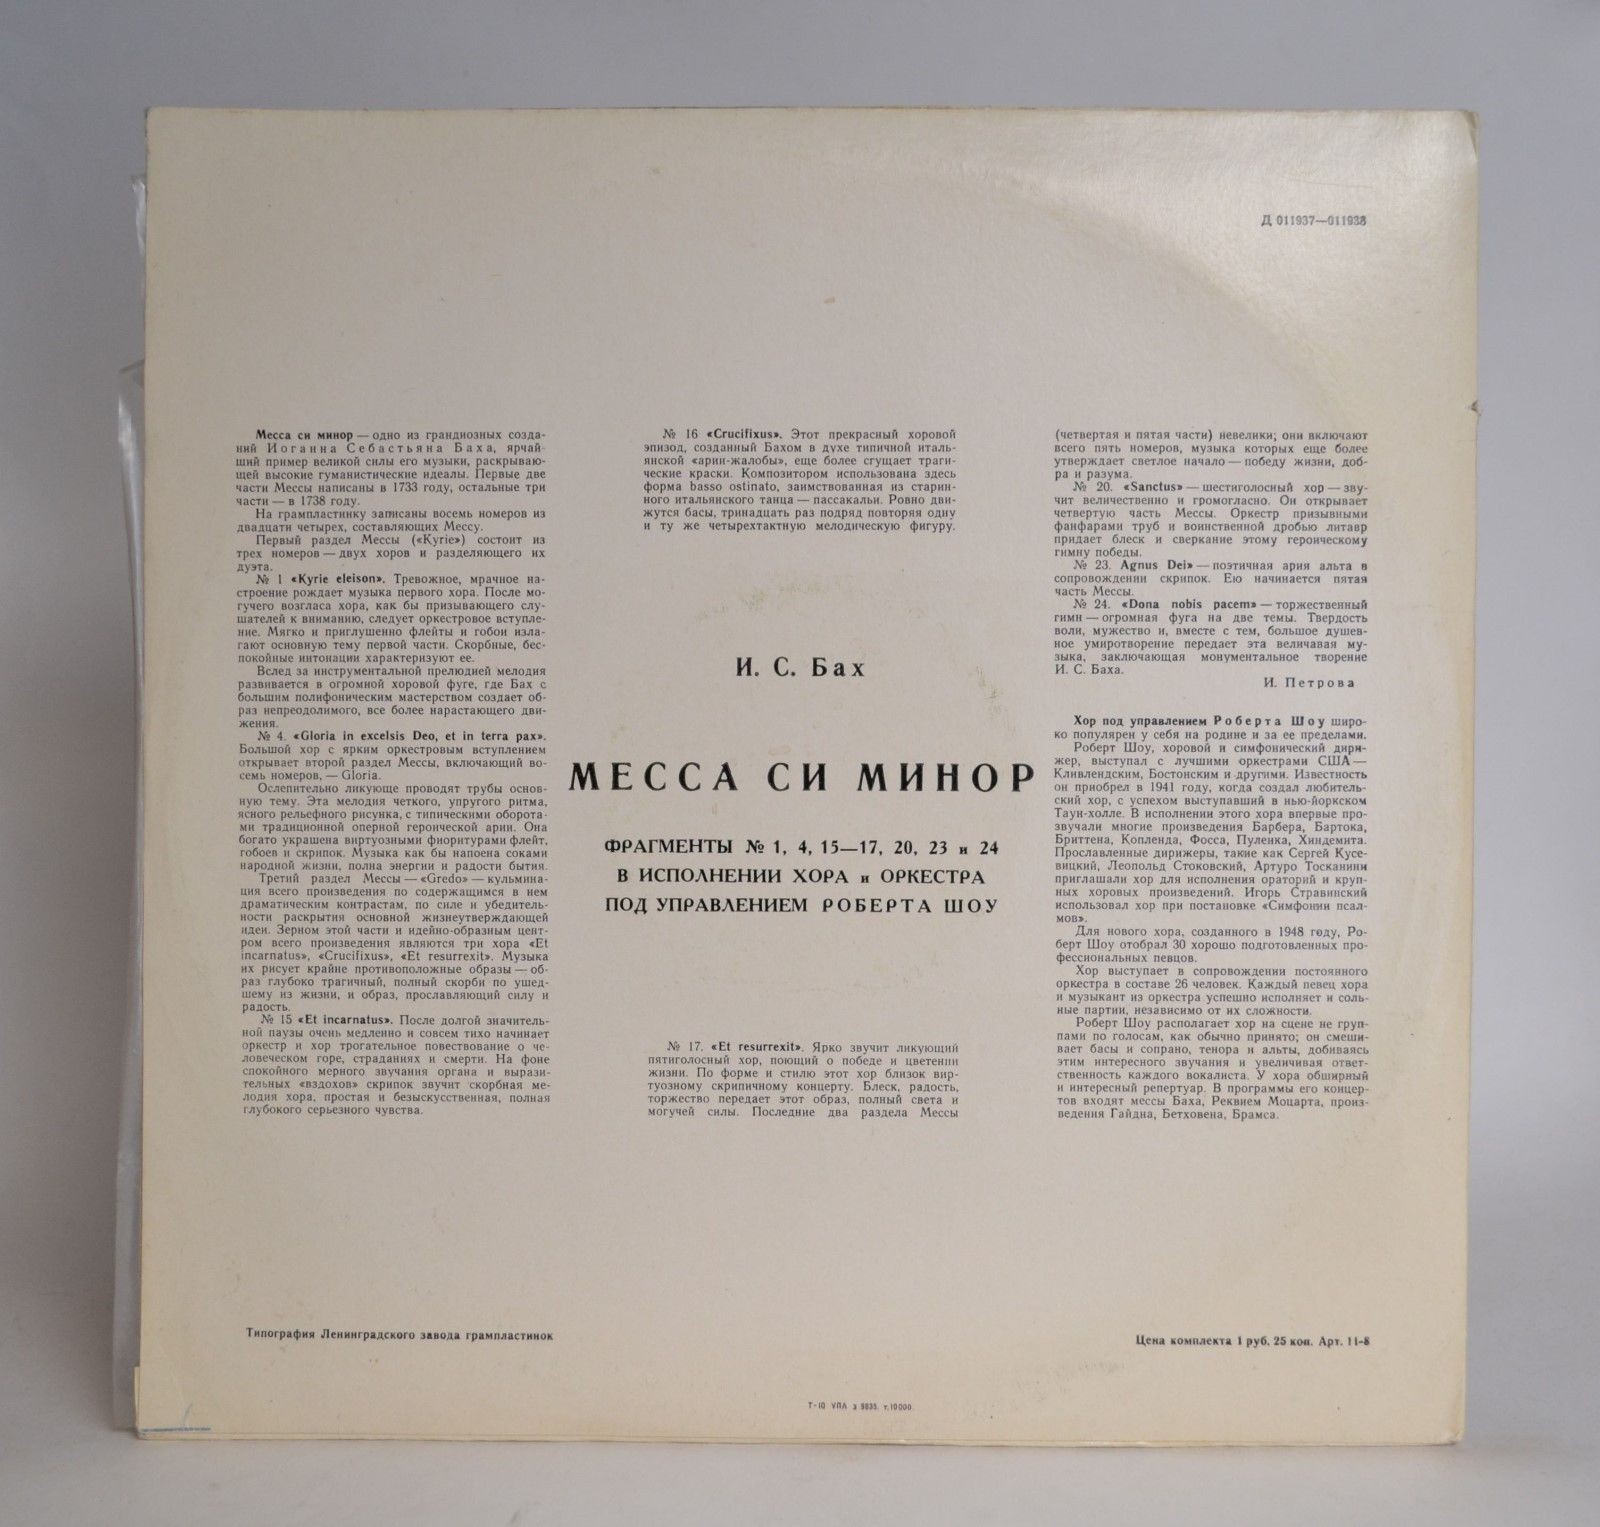 Д 011937—011938
Месса си минор — одно из грандиозных созда-
ний Иоганна Себастьяна Баха, ярчай-
ший пример великой силы его музыки, раскрываю-
щей высокие гуманистические идеалы. Первые две
части Мессы написаны в 1733 году, остальные три
части — в 1738 году.
На грампластинку записаны восемь номеров из
двадцати четырех, составляющих Мессу.
Первый раздел Мессы («Kyrie») состоит из
трех номеров — двух хоров и разделяющего их
дуэта.
№ 1 «Kyrie eleison». Тревожное, мрачное на-
строение рождает музыка первого хора. После мо-
гучего возгласа хора, как бы призывающего слу-
шателей к вниманию, следует оркестровое вступле-
ние. Мягко и приглушенно флейты и гобои изла-
гают основную тему первой части. Скорбные, бес-
покойные интонации характеризуют ее.
Вслед за инструментальной прелюдией мелодия
развивается в огромной хоровой фуге, где Бах с
большим полифоническим мастерством создает об-
раз непреодолимого, все более нарастающего дви-
жения.
№ 4. «Gloria in excelsis Deo, et in terra pax».
Большой хор с ярким оркестровым вступлением
открывает второй раздел Мессы, включающий во-
семь номеров, — Gloria.
Ослепительно ликующе проводят трубы основ-
ную тему. Эта мелодия четкого, упругого ритма,
ясного рельефного рисунка, с типическими оборота-
ми традиционной оперной героической арии. Она
богато украшена виртуозными фиоритурами флейт,
гобоев и скрипок. Музыка как бы напоена соками
народной жизни, полна энергии и радости бытия.
Третий раздел Мессы — «Gredo» — кульмина-
ция всего произведения по содержащимся в нем
драматическим контрастам, по силе и убедитель-
ности раскрытия основной жизнеутверждающей
идеи. Зерном этой части и идейно-образным цент-
ром всего произведения являются три хора «Et
incarnatus», «Crucifixus», «Et resurrexit». Музыка
их рисует крайне противоположные образы — об-
раз глубоко трагичный, полный скорби по ушед-
шему из жизни, и образ, прославляющий силу и
радость.
№ 15 «Et incarnatus». После долгой значитель-
ной паузы очень медленно и совсем тихо начинает
оркестр и хор трогательное повествование о че-
ловеческом горе, страданиях и смерти. На фоне
спокойного мерного звучания органа и вырази-
тельных «вздохов» скрипок звучит скорбная ме-
лодия хора, простая и безыскусственная, полная
глубокого серьезного чувства.
№ 16 «Crucifixus». Этот прекрасный хоровой
эпизод, созданный Бахом в духе типичной италь-
янской «арии-жалобы», еще более сгущает траги-
ческие краски. Композитором использована здесь
форма basso ostinato, заимствованная из старин-
ного итальянского танца — пассакальи. Ровно дви-
жутся басы, тринадцать раз подряд повторяя одну
и ту же четырехтактную мелодическую фигуру.
И. С. Бах
МЕССА СИ МИНОР
ФРАГМЕНТЫ № 1, 4, 15—17, 20, 23 и 24
В ИСПОЛНЕНИИ ХОРА и ОРКЕСТРА
ПОД УПРАВЛЕНИЕМ РОБЕРТА ШОУ
№ 17. «Et resurrexit». Ярко звучит ликующий
пятиголосный хор, поющий о победе и цветении
жизни. По форме и стилю этот хор близок вир-
туозному скрипичному концерту. Блеск, радость,
торжество передает этот образ, полный света и
могучей силы. Последние два раздела Мессы
(четвертая и пятая части) невелики; они включают
всего пять номеров, музыка которых еще более
утверждает светлое начало — победу жизни, доб-
ра и разума.
№ 20. «Sanctus» — шестиголосный хор — зву-
чит величественно и громогласно. Он открывает
четвертую часть Мессы. Оркестр призывными
фанфарами труб и воинственной дробью литавр
придает блеск и сверкание этому героическому
гимну победы.
№ 23. Agnus Dei» — поэтичная ария альта в
сопровождении скрипок. Ею начинается пятая
часть Мессы.
№ 24. «Dona nobis pacem» — торжественный
гимн — огромная фуга на две темы. Твердость
воли, мужество и, вместе с тем, большое душев-
ное умиротворение передает эта величавая му-
зыка, заключающая монументальное творение
И. С. Баха.
И. Петрова
Хор под управлением Роберта Шоу широ-
ко популярен у себя на родине и за ее пределами.
Роберт Шоу, хоровой и симфонический дири-
жер, выступал с лучшими оркестрами США —
Кливлендским, Бостонским и другими. Известность
он приобрел в 1941 году, когда создал любитель-
ский хор, с успехом выступавший в нью-йоркском
Таун-холле. В исполнении этого хора впервые про-
звучали многие произведения Барбера, Бартока,
Бриттена, Копленда, Фосса, Пуленка, Хиндемита.
Прославленные дирижеры, такие как Сергей Кусе-
вицкий, Леопольд Стоковский, Артуро Тосканини
приглашали хор для исполнения ораторий и круп-
ных хоровых произведений. Игорь Стравинский
использовал хор при постановке «Симфонии псал-
мов».
Для нового хора, созданного в 1948 году, Ро-
берт Шоу отобрал 30 хорошо подготовленных про-
фессиональных певцов.
Хор выступает в сопровождении постоянного
оркестра в составе 26 человек. Каждый певец хора
и музыкант из оркестра успешно исполняет и соль-
ные партии, независимо от их сложности.
Роберт Шоу располагает хор на сцене не груп-
пами по голосам, как обычно принято; он смеши-
вает басы и сопрано, тенора и альты, добиваясь
этим интересного звучания и увеличивая ответ-
ственность каждого вокалиста. У хора обширный
и интересный репертуар. В программы его концер-
тов входят мессы Баха, Реквием Моцарта, произ-
ведения Гайдна, Бетховена, Брамса.
Типография Ленинградского завода грампластинок
Цена комплекта 1 руб. 25 коп. Арт. 11-8
Т-10 УПЛ з 9835. т.10000